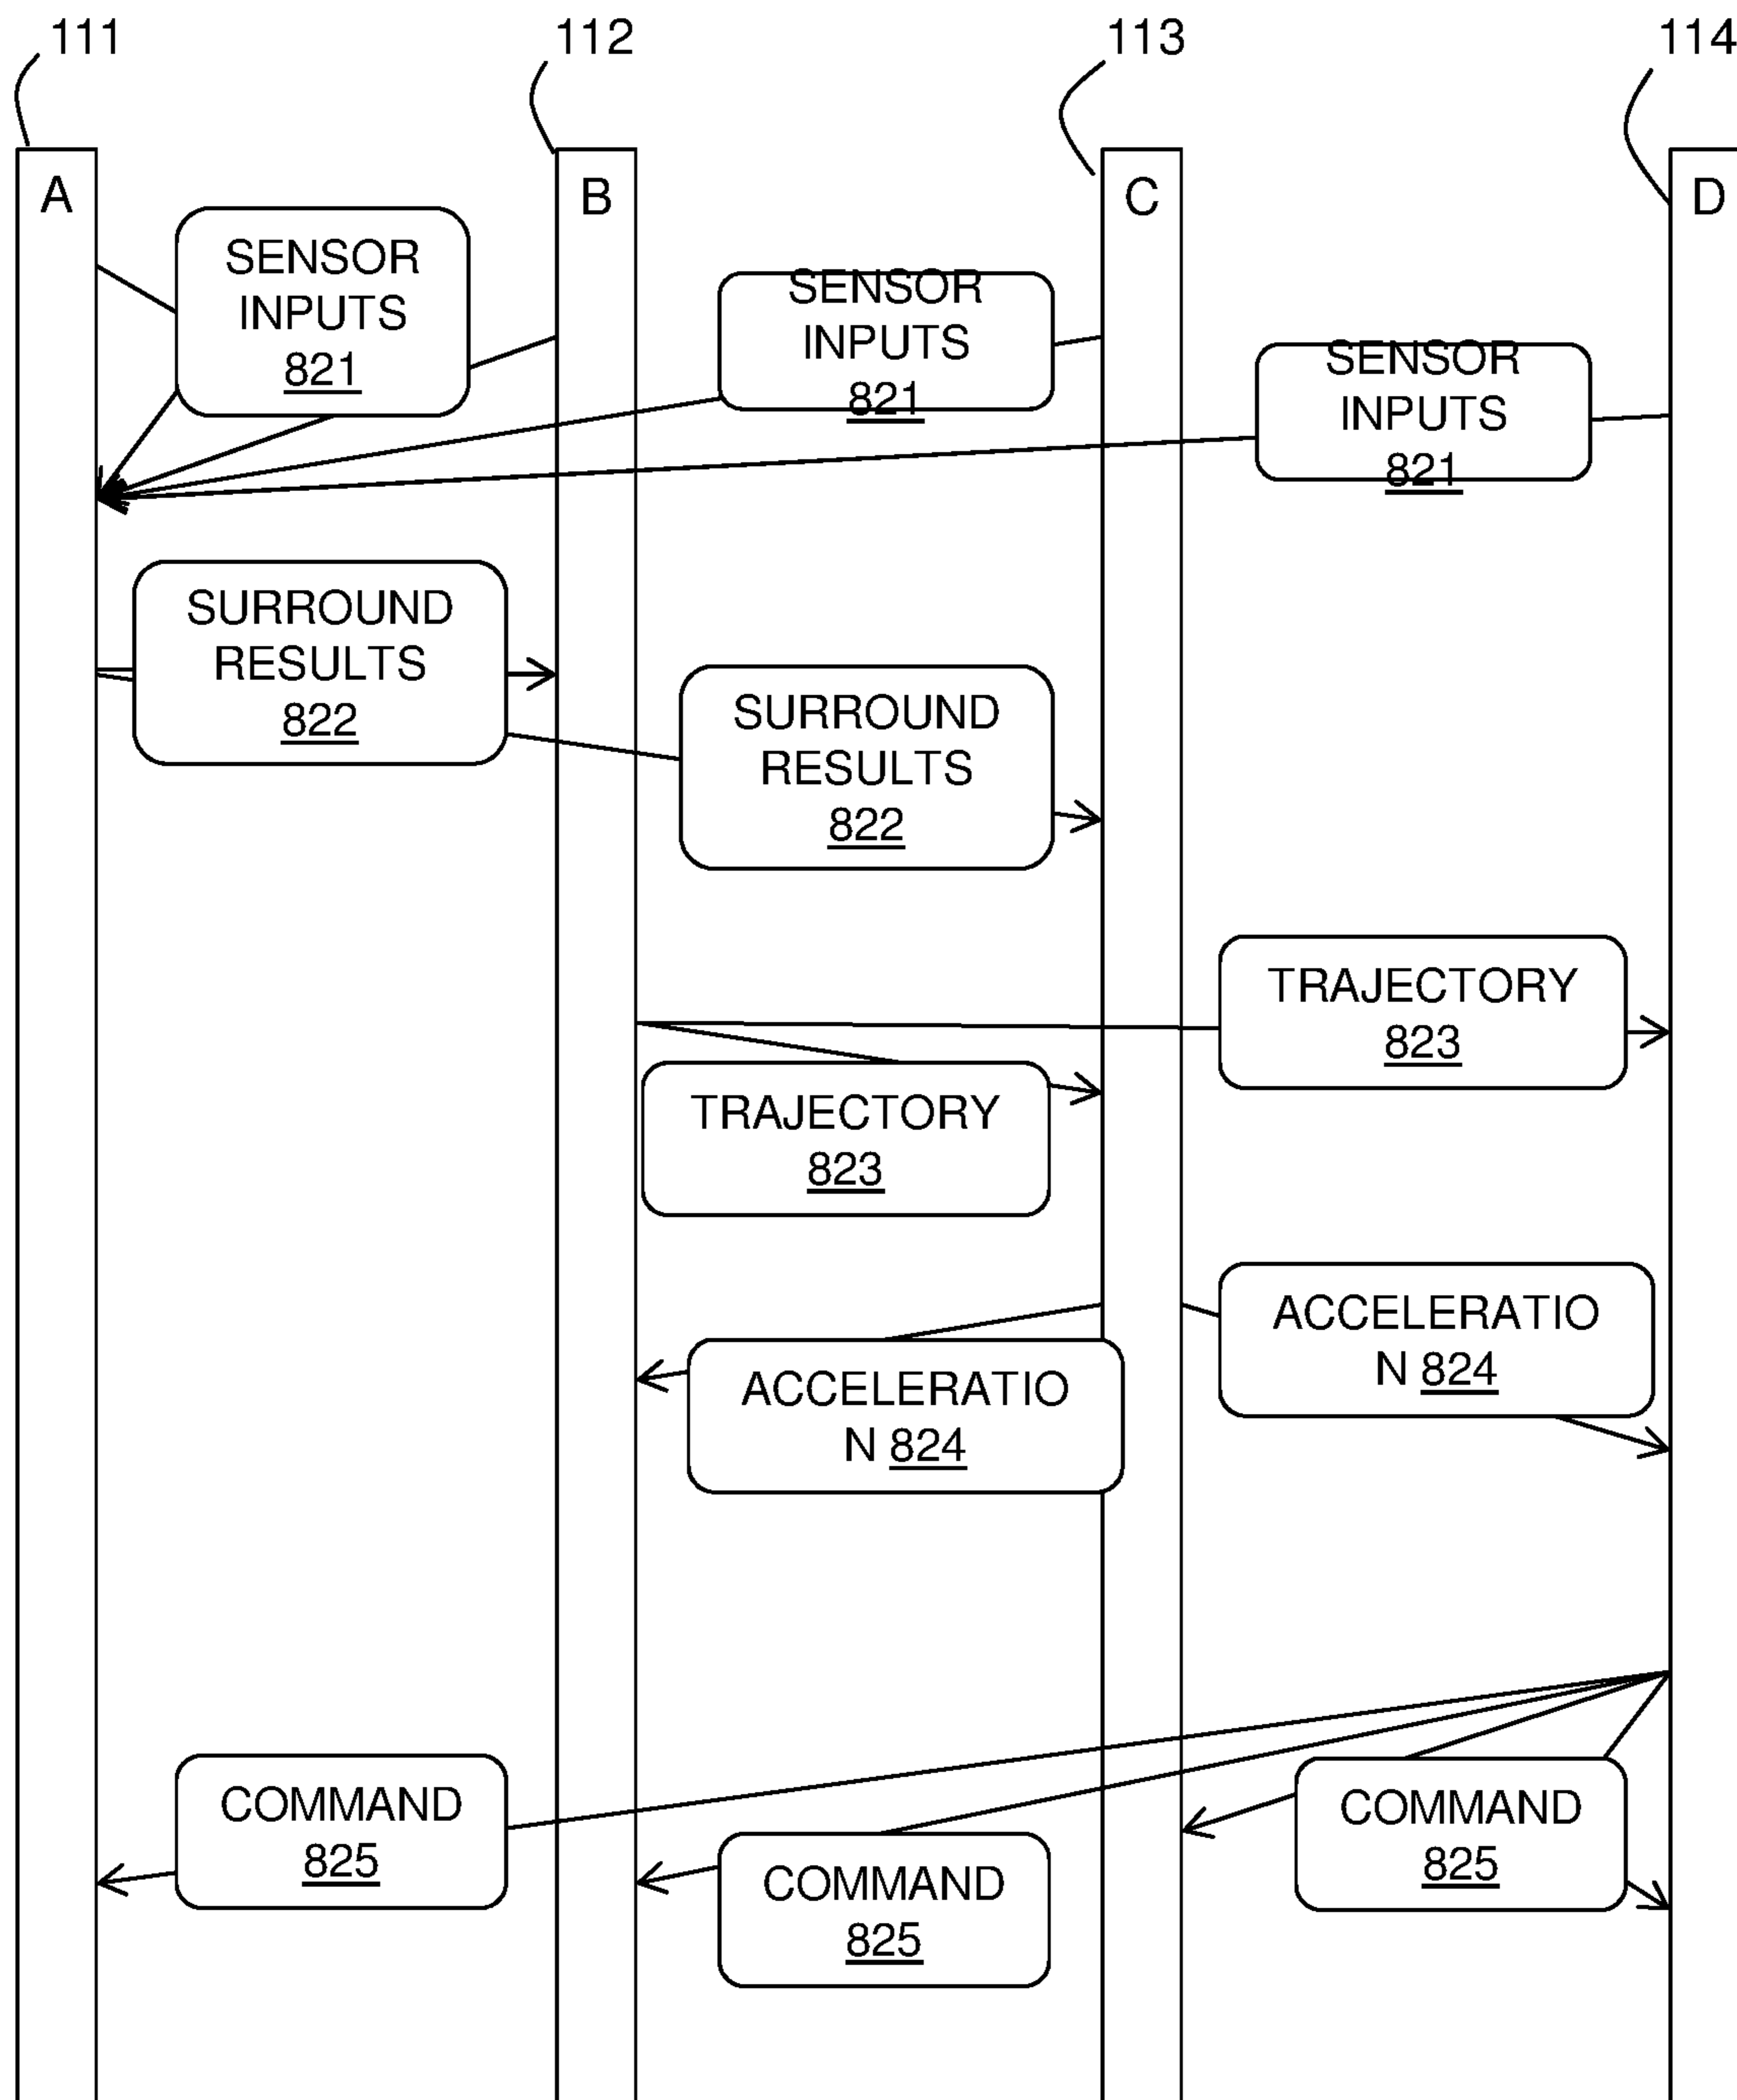 111
112
113
114
A
B
C
D
SENSOR
INPUTS
821
SENSOR
INPUTS
821
SENSOR
INPUTS
821
SURROUND
RESULTS
822
SURROUND
RESULTS
822
TRAJECTORY
823
TRAJECTORY
823
ACCELERATIO
N 824
ACCELERATIO
N 824
COMMAND
825
COMMAND
825
COMMAND
825